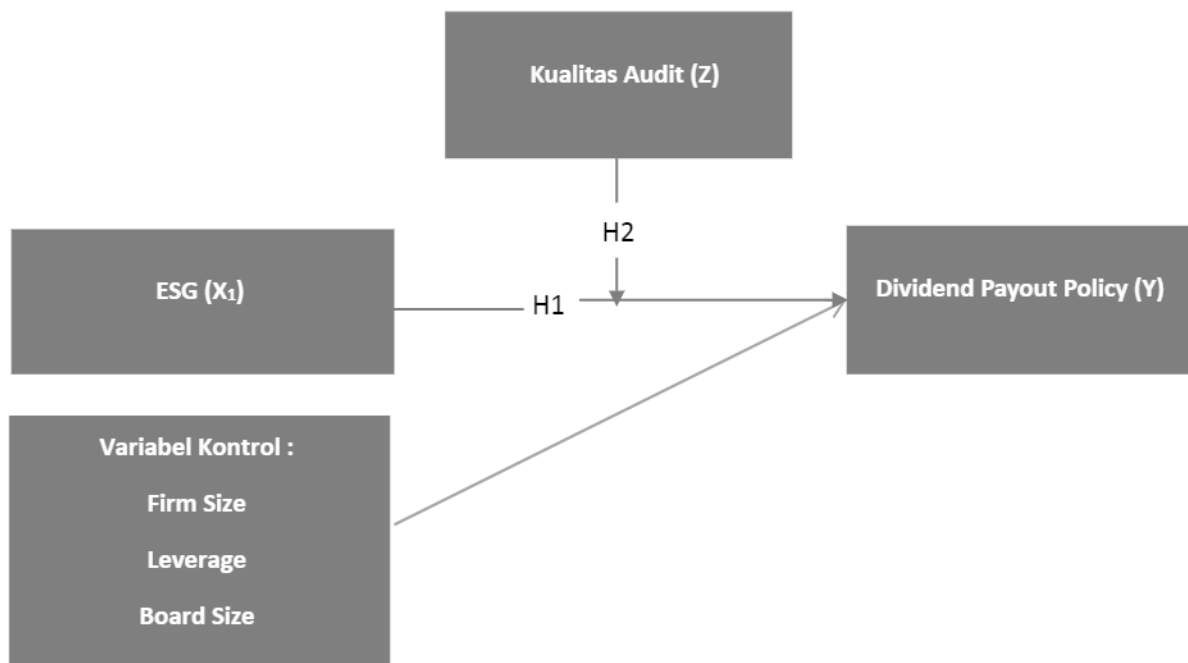 Kualitas Audit (Z)
H2
ESG (X₁)
H1
Dividend Payout Policy (Y)
Variabel Kontrol :
Firm Size
Leverage
Board Size